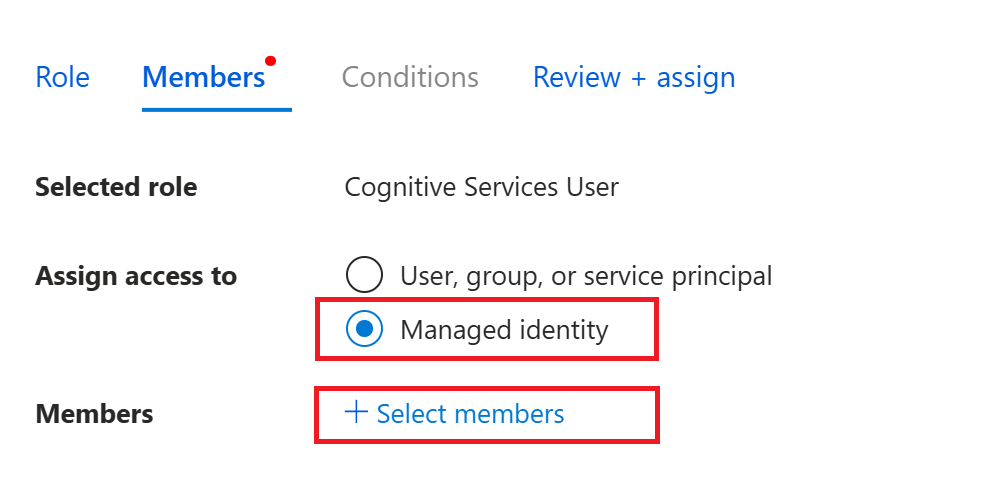 Role Members Conditions Review + assign
Selected role Cognitive Services User
Assign access to User, group, or service principal
Managed identity
Members + Select members